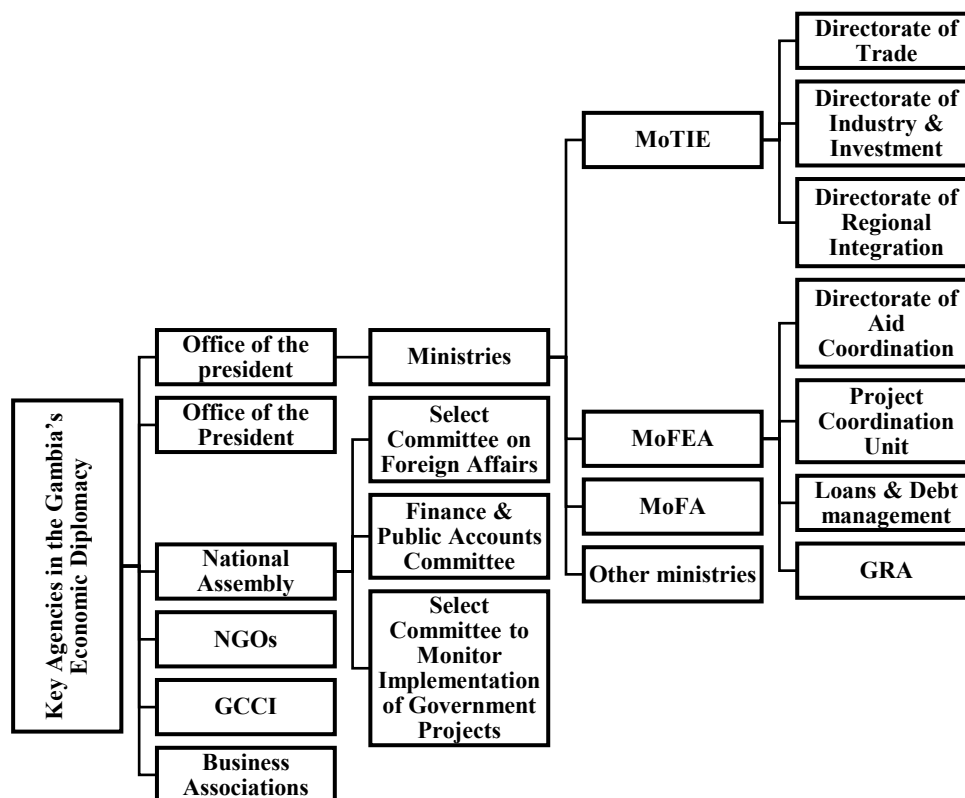 Key Agencies in the Gambia's
Economic Diplomacy
Office of the
president
Office of the
President
National
Assembly
NGOs
GCCI
Business
Associations
Ministries
Select
Committee on
Foreign Affairs
Finance &
Public Accounts
Committee
Select
Committee to
Monitor
Implementation
of Government
Projects
MoTIE
MoFEA
MoFA
Other ministries
Directorate of
Trade
Directorate of
Industry &
Investment
Directorate of
Regional
Integration
Directorate of
Aid
Coordination
Project
Coordination
Unit
Loans & Debt
management
GRA